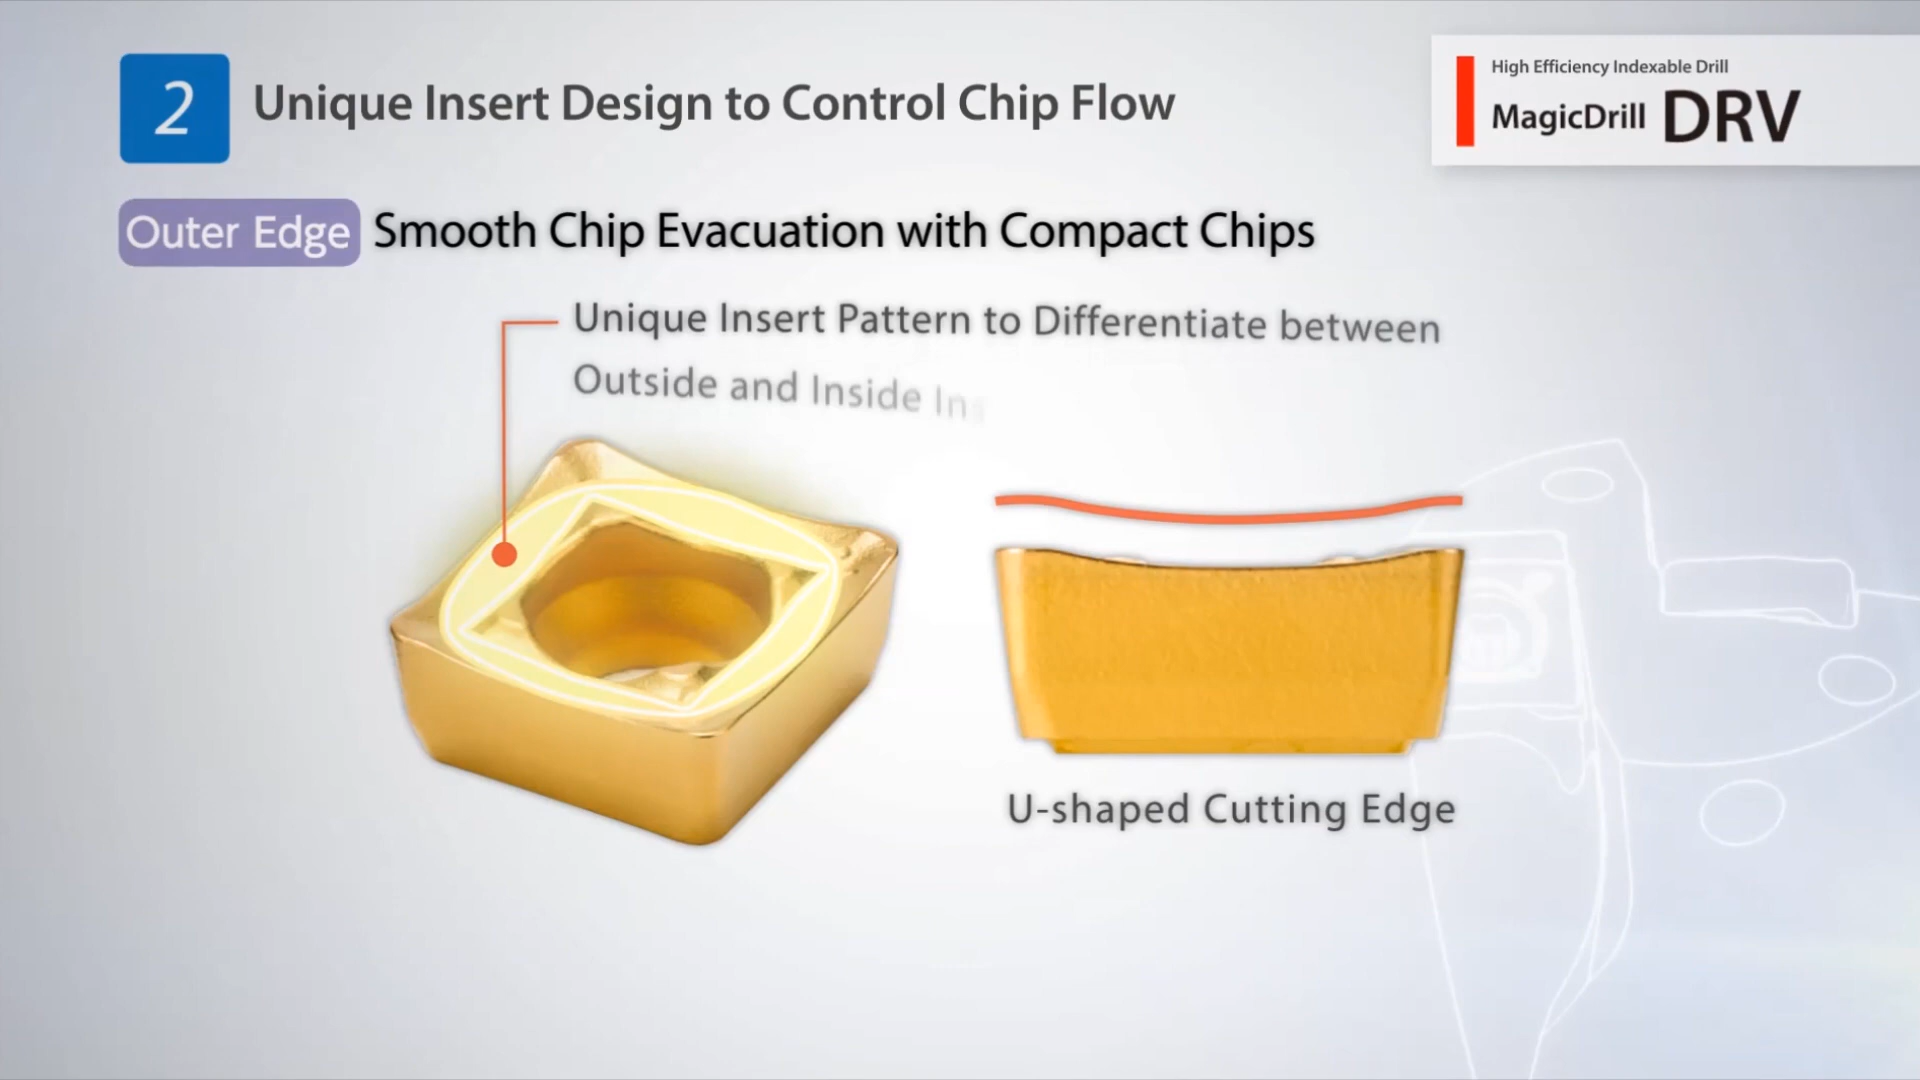 2
Unique Insert Design to Control Chip Flow
High Efficiency Indexable Drill
MagicDrill DRV
Outer Edge Smooth Chip Evacuation with Compact Chips
Unique Insert Pattern to Differentiate between
Outside and Inside
U-shaped Cutting Edge